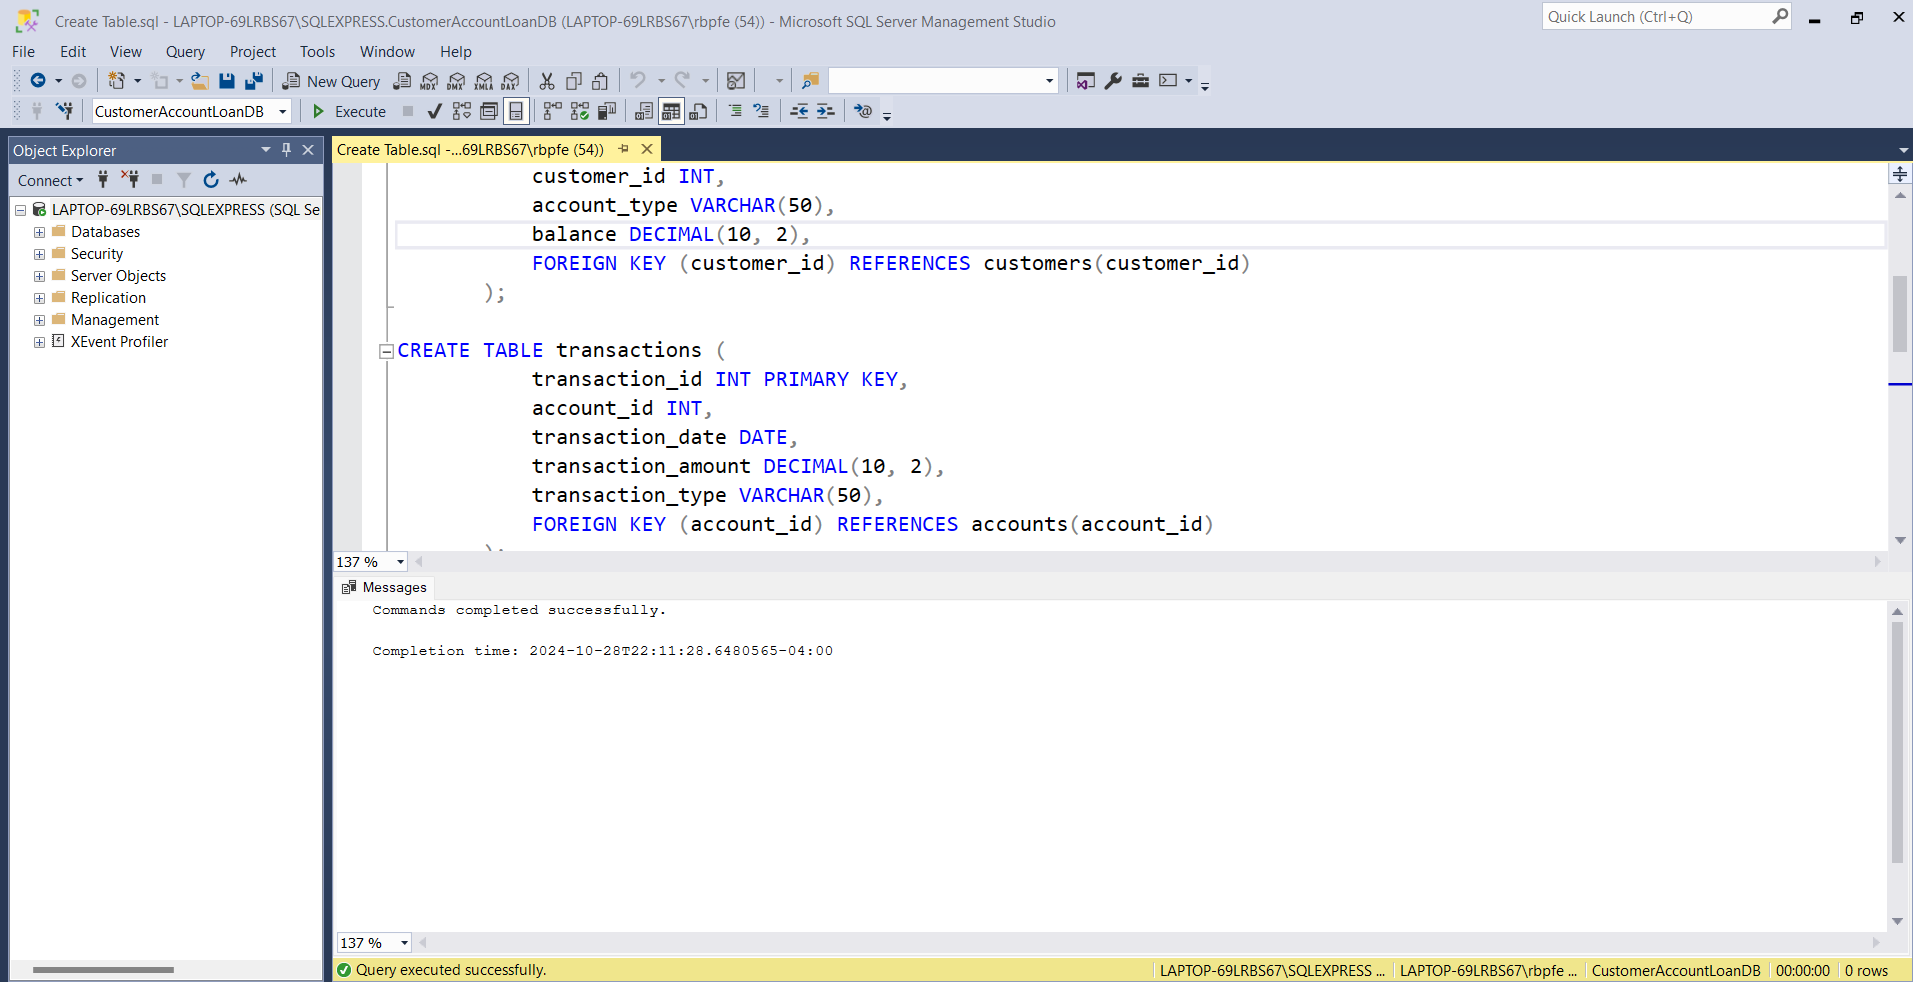 Create Table.sql - LAPTOP-69LRBS67\SQLEXPRESS.CustomerAccountLoanDB (LAPTOP-69LRBS67\rbpfe (54)) - Microsoft SQL Server Management Studio
Quick Launch (Ctrl+Q)
File Edit View Query Project Tools Window Help
New Query MDX DMX XMLA DAX
CustomerAccountLoanDB Execute
Object Explorer
Connect
LAPTOP-69LRBS67\SQLEXPRESS (SQL Se
Databases
Security
Server Objects
Replication
Management
XEvent Profiler
Create Table.sql -...69LRBS67\rbpfe (54))
customer_id INT,
account_type VARCHAR(50),
balance DECIMAL(10, 2),
FOREIGN KEY (customer_id) REFERENCES customers(customer_id)
);
CREATE TABLE transactions (
transaction_id INT PRIMARY KEY,
account_id INT,
transaction_date DATE,
transaction_amount DECIMAL(10, 2),
transaction_type VARCHAR(50),
FOREIGN KEY (account_id) REFERENCES accounts(account_id)
);
137 %
Messages
Commands completed successfully.
Completion time: 2024-10-28T22:11:28.6480565-04:00
137 %
Query executed successfully.
LAPTOP-69LRBS67\SQLEXPRESS ... LAPTOP-69LRBS67\rbpfe ... CustomerAccountLoanDB 00:00:00 0 rows